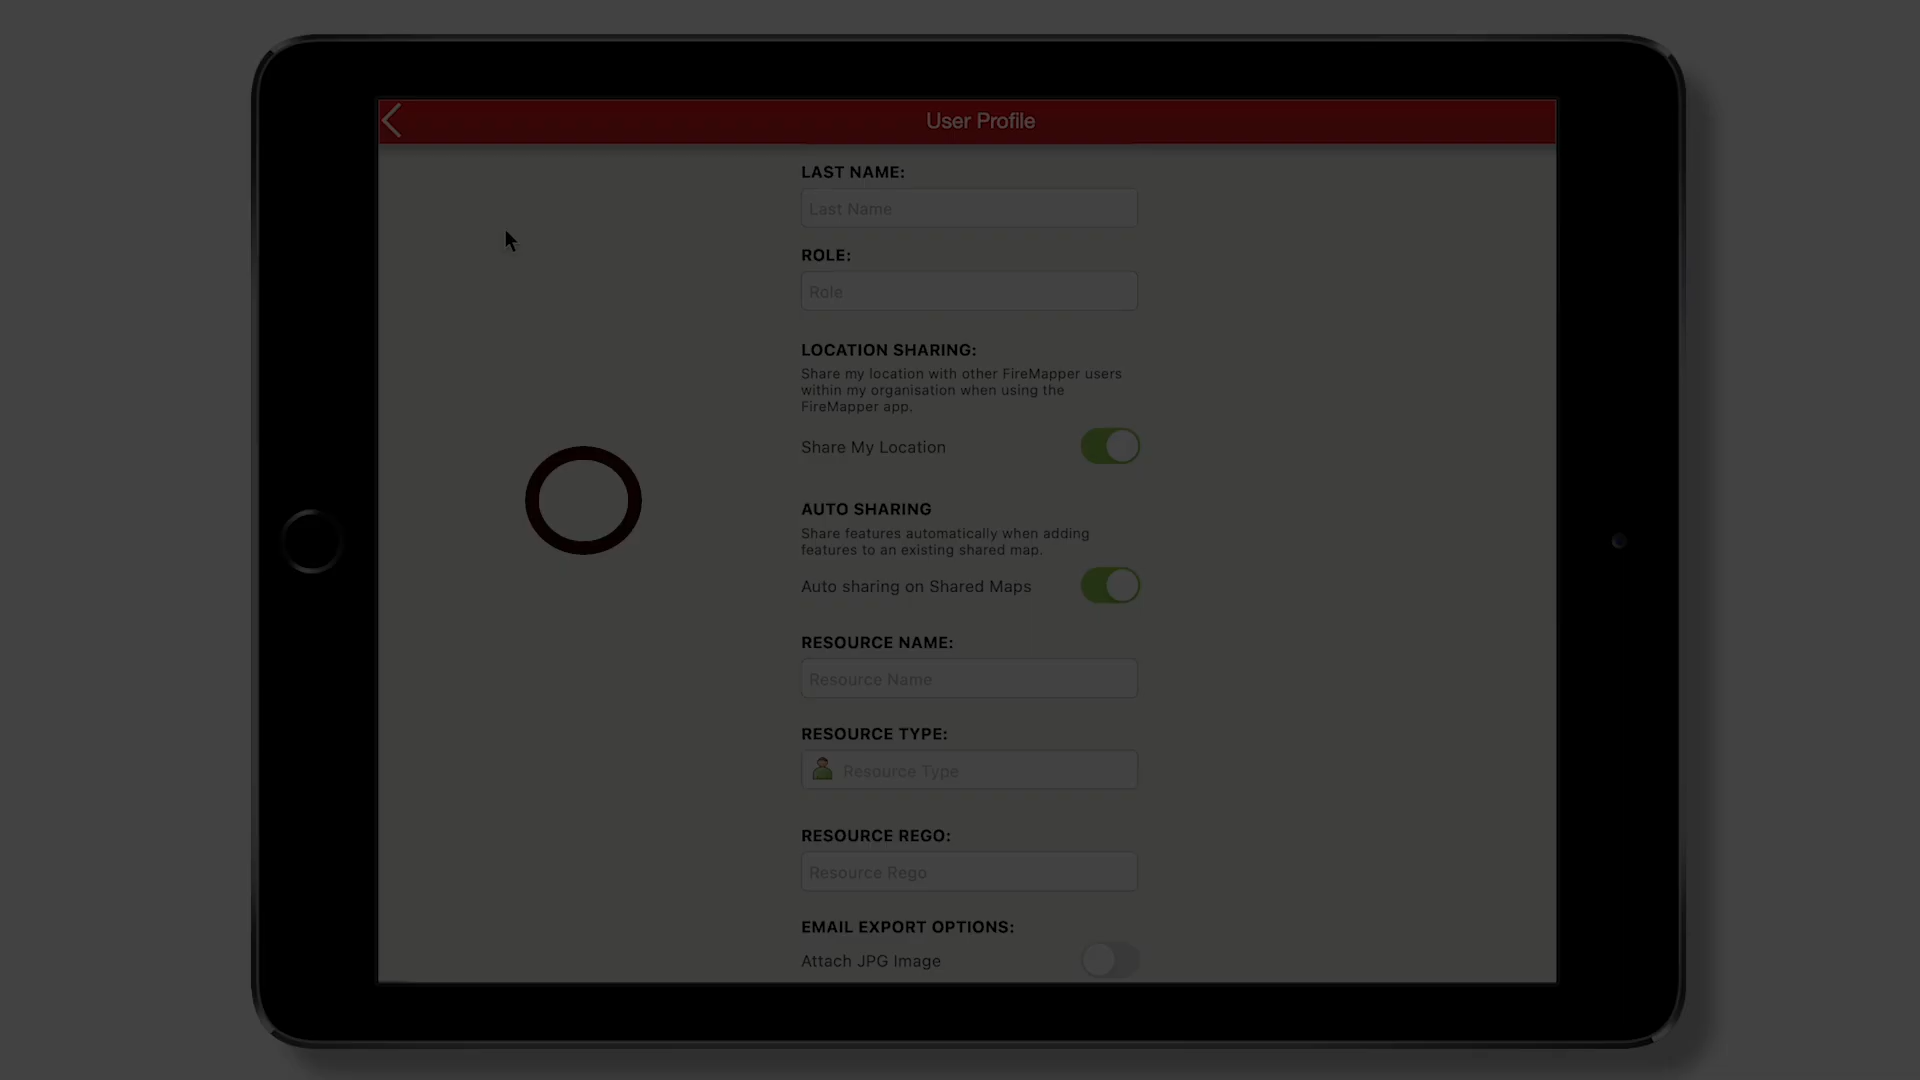 User Profile
LAST NAME:
Last Name
ROLE:
Role
LOCATION SHARING:
Share my location with other FireMapper users
within my organisation when using the
FireMapper app.
Share My Location
AUTO SHARING
Share features automatically when adding
features to an existing shared map.
Auto sharing on Shared Maps
RESOURCE NAME:
Resource Name
RESOURCE TYPE:
Resource Type
RESOURCE REGO:
Resource Rego
EMAIL EXPORT OPTIONS:
Attach JPG Image